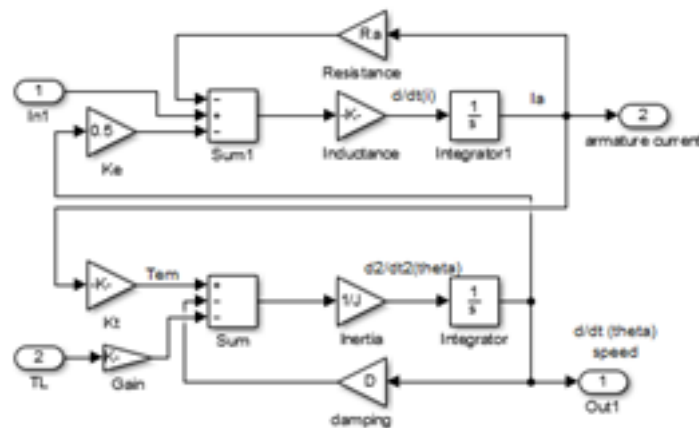 R.a
Resistance
1
In1
-
+
-
Sum1
-K-
Inductance
d/dt(i)
1
s
Integrator1
Ia
2
armature current
0.5
Ke
-K-
Kt
Tem
+
-
-
Sum
d2/dt2(theta)
1/J
Inertia
1
s
Integrator
d/dt (theta)
speed
2
TL
K-
Gain
D
damping
1
Out1